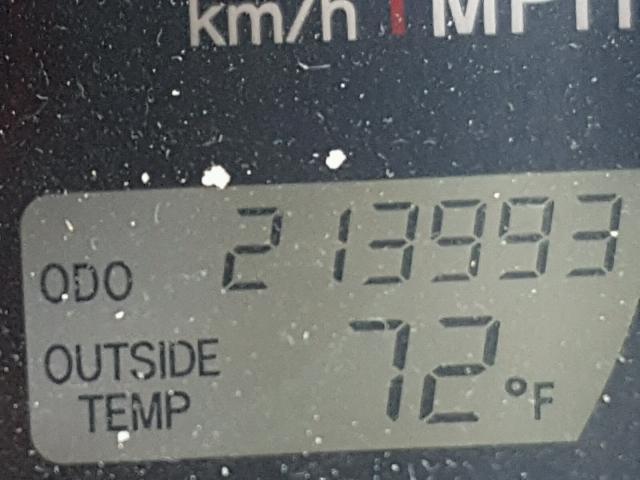 km/h MPH
ODO 213993
OUTSIDE TEMP 72°F